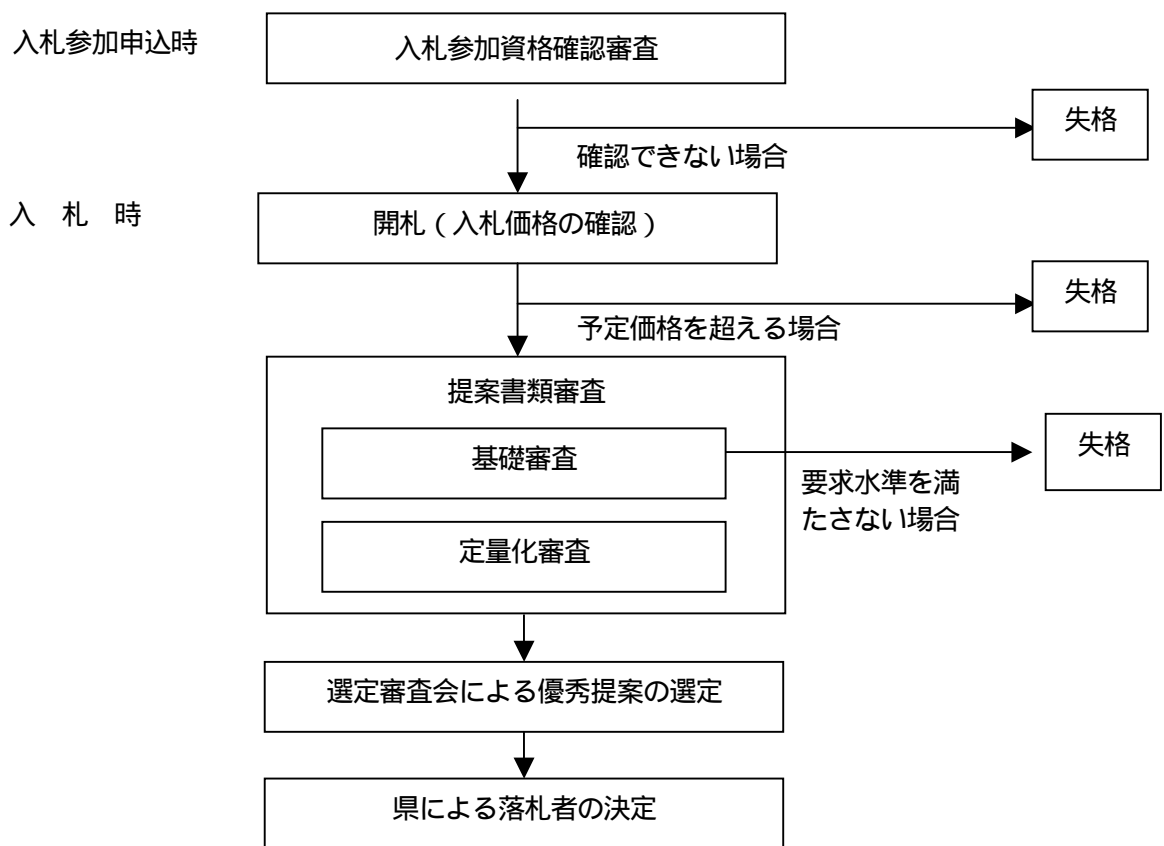 入札参加申込時
入札参加資格確認審査
失格
確認できない場合
入　札　時
開札（入札価格の確認）
失格
予定価格を超える場合
提案書類審査
基礎審査
失格
要求水準を満
たさない場合
定量化審査
選定審査会による優秀提案の選定
県による落札者の決定